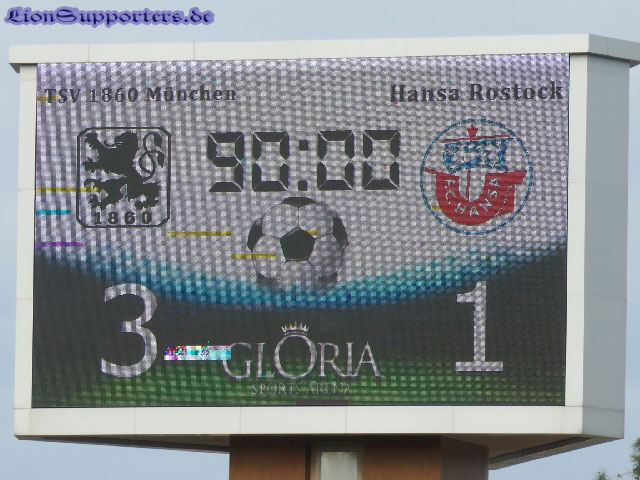 LionSupporters.de
TSV 1860 München
Hansa Rostock
90:00
1860
F.C. HANSA
3
1
GLORIA
SPORTS ARENA